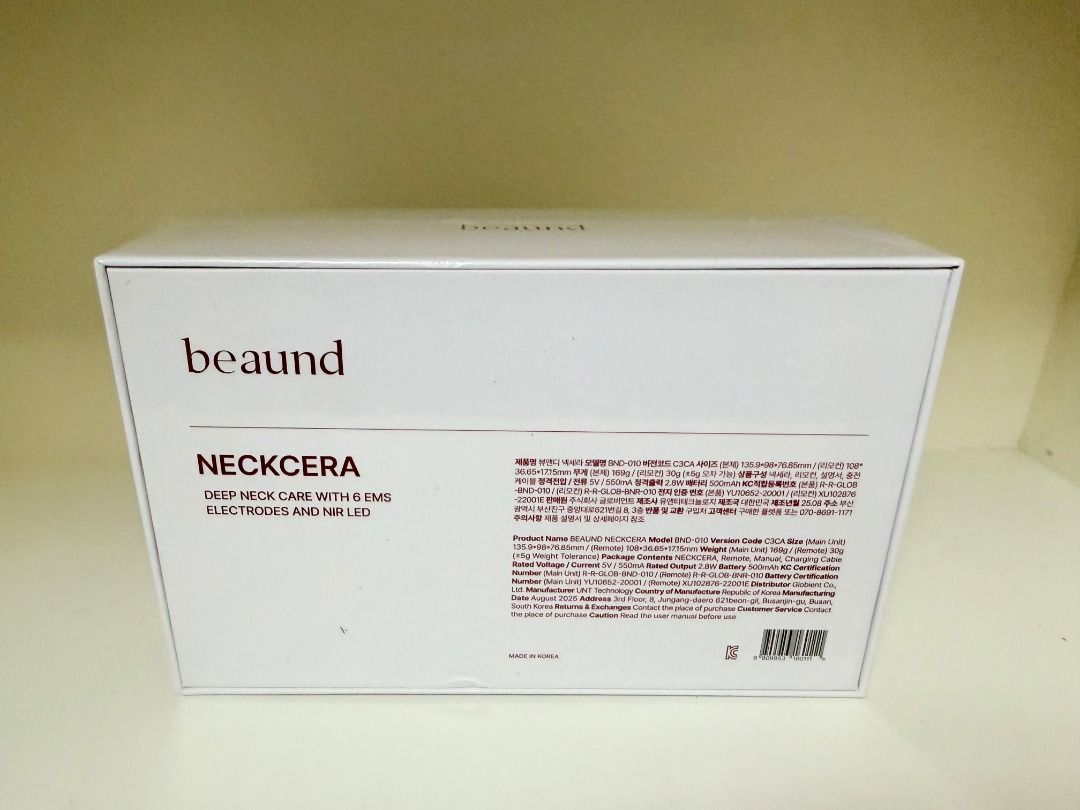 beaund
beaund
NECKCERA
DEEP NECK CARE WITH 6 EMS
ELECTRODES AND NIR LED
제품명 뷰앤디 넥세라 모델명 BND-010 버전코드 C3CA 사이즈 (본체) 135.9*98*76.85mm / (리모컨) 108*
36.65*17.15mm 무게 (본체) 169g / (리모컨) 30g (±5g 오차 가능) 상품구성 넥세라, 리모컨, 설명서, 충전
케이블 정격전압 / 전류 5V / 550mA 정격출력 2.8W 배터리 500mAh KC적합등록번호 (본품) R-R-GLOB
-BND-010 / (리모컨) R-R-GLOB-BNR-010 전지 인증 번호 (본품) YU10652-20001 / (리모컨) XU102876
-22001E 판매원 주식회사 글로비언트 제조사 유앤티테크놀로지 제조국 대한민국 제조년월 25.08 주소 부산
광역시 부산진구 중앙대로621번길 8, 3층 반품 및 교환 구입처 고객센터 구매한 플랫폼 또는 070-8691-1171
주의사항 제품 설명서 및 상세페이지 참조
Product Name BEAUND NECKCERA Model BND-010 Version Code C3CA Size (Main Unit)
135.9*98*76.85mm / (Remote) 108*36.65*17.15mm Weight (Main Unit) 169g / (Remote) 30g
(±5g Weight Tolerance) Package Contents NECKCERA, Remote, Manual, Charging Cable
Rated Voltage / Current 5V / 550mA Rated Output 2.8W Battery 500mAh KC Certification
Number (Main Unit) R-R-GLOB-BND-010 / (Remote) R-R-GLOB-BNR-010 Battery Certification
Number (Main Unit) YU10652-20001 / (Remote) XU102876-22001E Distributor Globient Co.,
Ltd. Manufacturer UNT Technology Country of Manufacture Republic of Korea Manufacturing
Date August 2025 Address 3rd Floor, 8, Jungang-daero 621beon-gil, Busanjin-gu, Busan,
South Korea Returns & Exchanges Contact the place of purchase Customer Service Contact
the place of purchase Caution Read the user manual before use
MADE IN KOREA